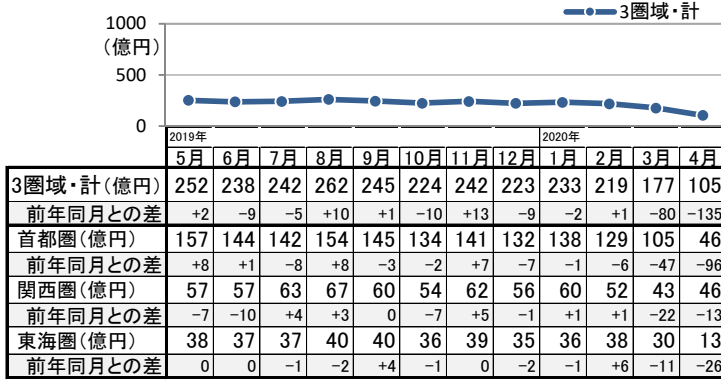 3圏域・計
1000
(億円)
500
0
2019年 2020年
5月 6月 7月 8月 9月 10月 11月 12月 1月 2月 3月 4月
3圏域・計(億円) 252 238 242 262 245 224 242 223 233 219 177 105
前年同月との差 +2 −9 −5 +10 +1 −10 +13 −9 −2 +1 −80 −135
首都圏(億円) 157 144 142 154 145 134 141 132 138 129 105 46
前年同月との差 +8 +1 −8 +8 −3 −2 +7 −7 −1 −6 −47 −96
関西圏(億円) 57 57 63 67 60 54 62 56 60 52 43 46
前年同月との差 −7 −10 +4 +3 0 −7 +5 −1 +1 +1 −22 −13
東海圏(億円) 38 37 37 40 40 36 39 35 36 38 30 13
前年同月との差 0 0 −1 −2 +4 −1 0 −2 −1 +6 −11 −26